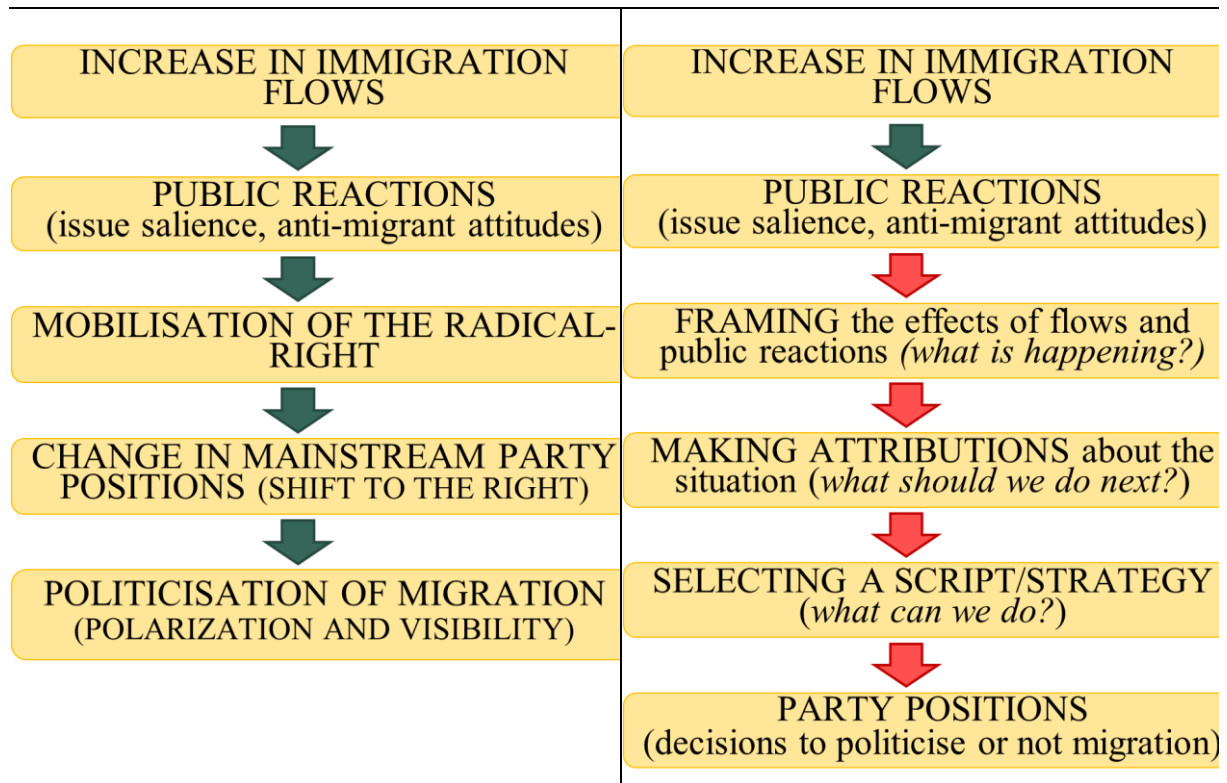 INCREASE IN IMMIGRATION
FLOWS
PUBLIC REACTIONS
(issue salience, anti-migrant attitudes)
MOBILISATION OF THE RADICAL-
RIGHT
CHANGE IN MAINSTREAM PARTY
POSITIONS (SHIFT TO THE RIGHT)
POLITICISATION OF MIGRATION
(POLARIZATION AND VISIBILITY)
INCREASE IN IMMIGRATION
FLOWS
PUBLIC REACTIONS
(issue salience, anti-migrant attitudes)
FRAMING the effects of flows and
public reactions (what is happening?)
MAKING ATTRIBUTIONS about the
situation (what should we do next?)
SELECTING A SCRIPT/STRATEGY
(what can we do?)
PARTY POSITIONS
(decisions to politicise or not migration)